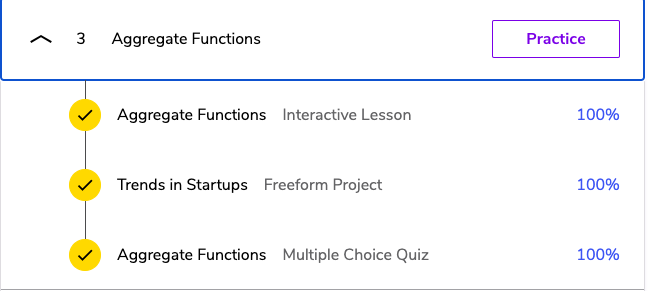 3 Aggregate Functions Practice
Aggregate Functions Interactive Lesson 100%
Trends in Startups Freeform Project 100%
Aggregate Functions Multiple Choice Quiz 100%